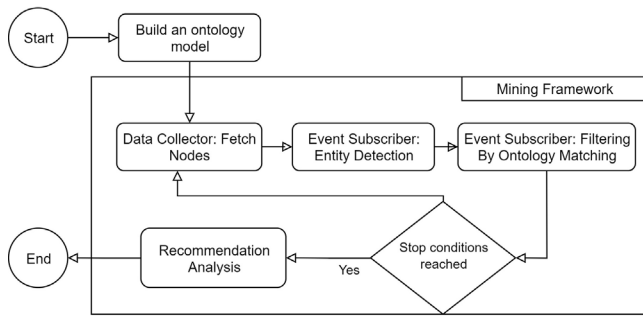 Start
Build an ontology
model
Mining Framework
Data Collector: Fetch
Nodes
Event Subscriber:
Entity Detection
Event Subscriber: Filtering
By Ontology Matching
Stop conditions
reached
Yes
Recommendation
Analysis
End